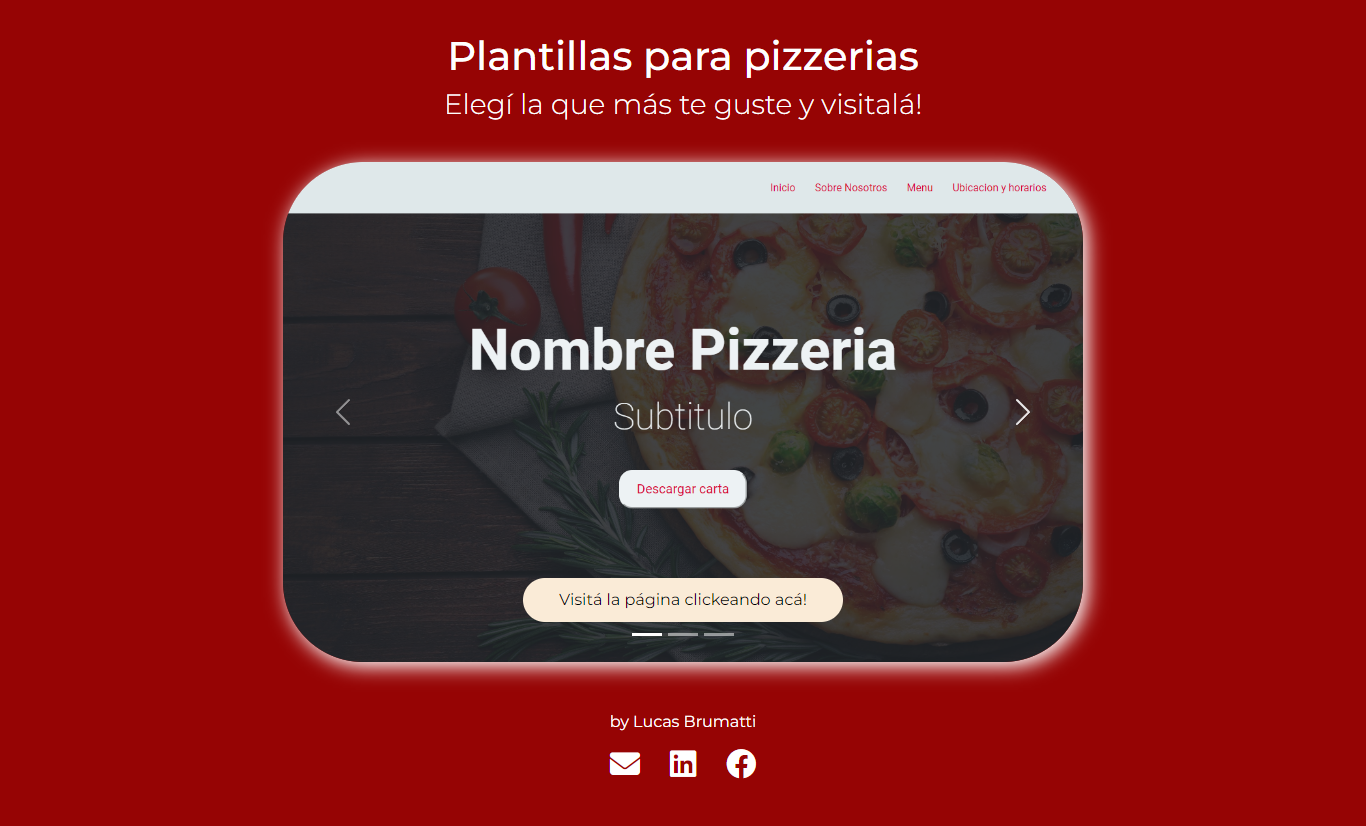 Plantillas para pizzerias
Elegí la que más te guste y visitalá!
Inicio Sobre Nosotros Menu Ubicacion y horarios
Nombre Pizzeria
Subtitulo
Descargar carta
Visitá la página clickeando acá!
by Lucas Brumatti